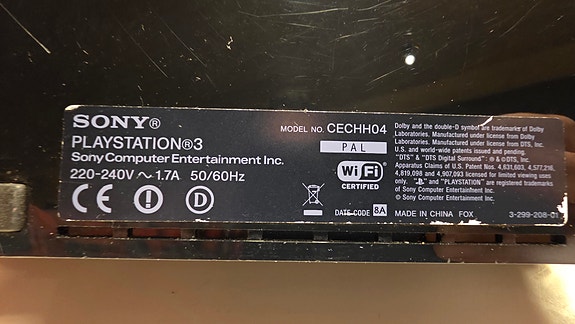 SONY®
PLAYSTATION®3
Sony Computer Entertainment Inc.
220-240V ～ 1.7A 50/60Hz
CE D
MODEL NO. CECHH04
PAL
Wi Fi
CERTIFIED
DATE CODE 8A
Dolby and the double-D symbol are trademarks of Dolby
Laboratories. Manufactured under license from Dolby
Laboratories. Manufactured under license from DTS, Inc.
U.S. and world-wide patents issued and pending.
"DTS" & "DTS Digital Surround": ® & ©DTS, Inc.
Apparatus Claims of U.S. Patent Nos. 4,631,603, 4,577,216,
4,819,098 and 4,907,093 licensed for limited viewing uses
only. " " and "PLAYSTATION" are registered trademarks
of Sony Computer Entertainment Inc.
© Sony Computer Entertainment Inc.
MADE IN CHINA FOX
3-299-208-01